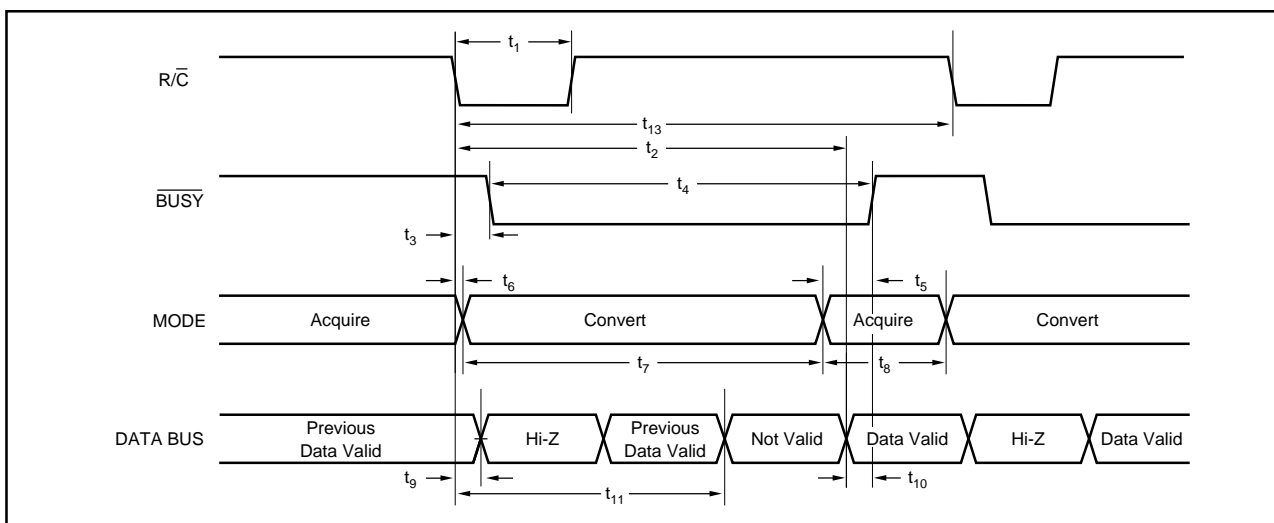 t₁
R/C̅
t₁₃
t₂
B̅U̅S̅Y̅
t₄
t₃
t₆
t₅
MODE
Acquire
Convert
Acquire
Convert
t₇
t₈
DATA BUS
Previous
Data Valid
Hi-Z
Previous
Data Valid
Not Valid
Data Valid
Hi-Z
Data Valid
t₉
t₁₁
t₁₀